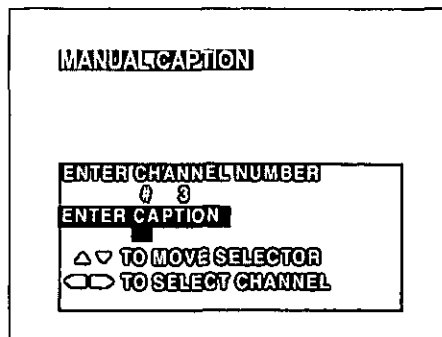 MANUAL CAPTION
ENTER CHANNEL NUMBER
# 3
ENTER CAPTION
△ ▽ TO MOVE SELECTOR
◁ ▷ TO SELECT CHANNEL